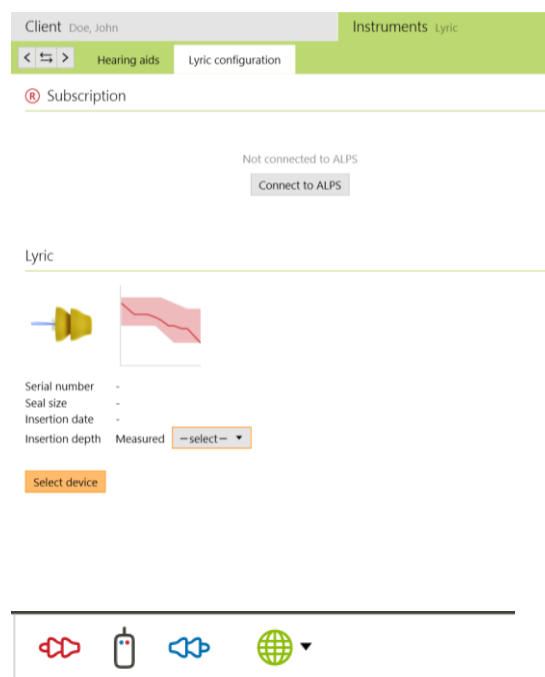 Client Doe, John Instruments Lyric
Hearing aids Lyric configuration
R Subscription
Not connected to ALPS
Connect to ALPS
Lyric
Serial number -
Seal size -
Insertion date -
Insertion depth Measured —select—
Select device